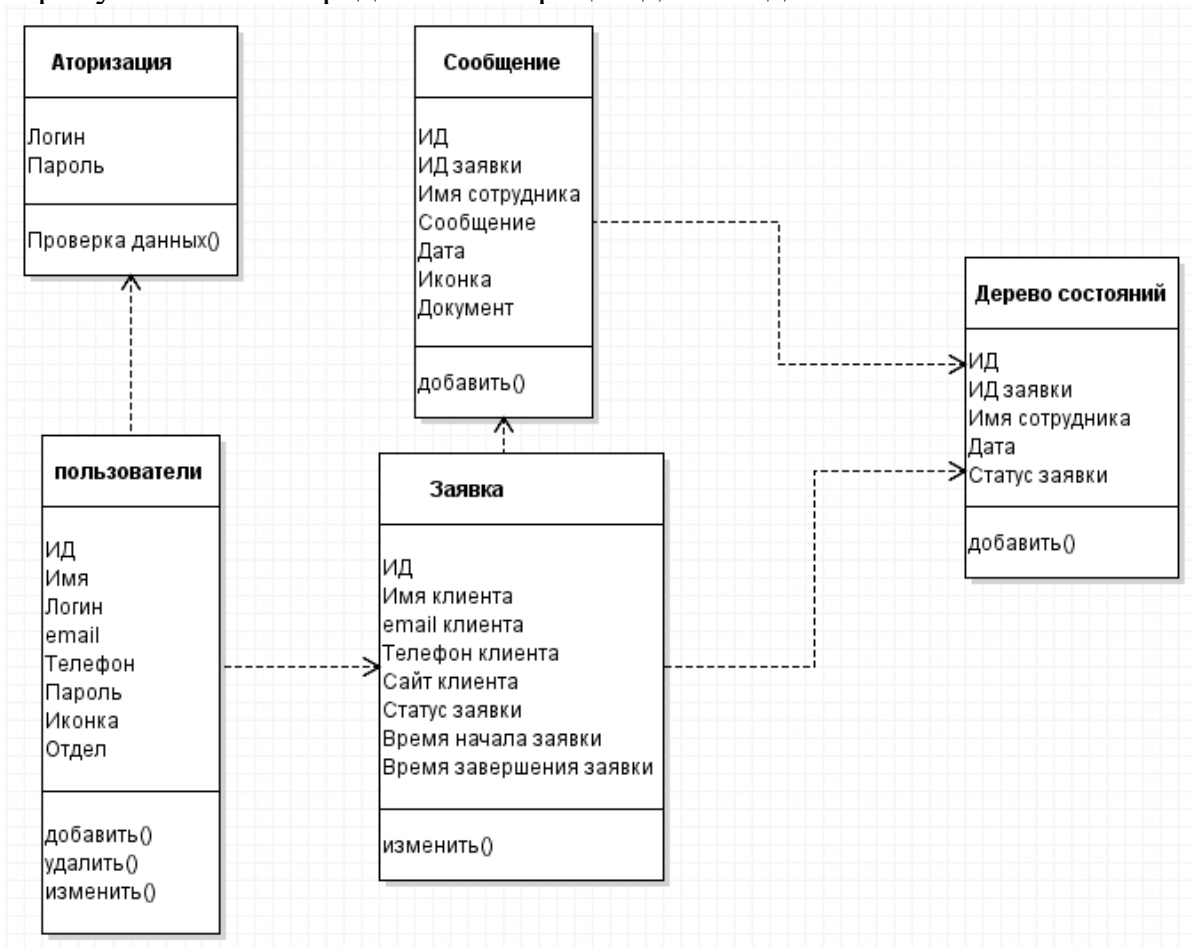 Аторизация
Логин
Пароль
Проверка данных()
Сообщение
ИД
ИД заявки
Имя сотрудника
Сообщение
Дата
Иконка
Документ
добавить()
Дерево состояний
ИД
ИД заявки
Имя сотрудника
Дата
Статус заявки
добавить()
пользователи
ИД
Имя
Логин
email
Телефон
Пароль
Иконка
Отдел
добавить()
удалить()
изменить()
Заявка
ИД
Имя клиента
email клиента
Телефон клиента
Сайт клиента
Статус заявки
Время начала заявки
Время завершения заявки
изменить()